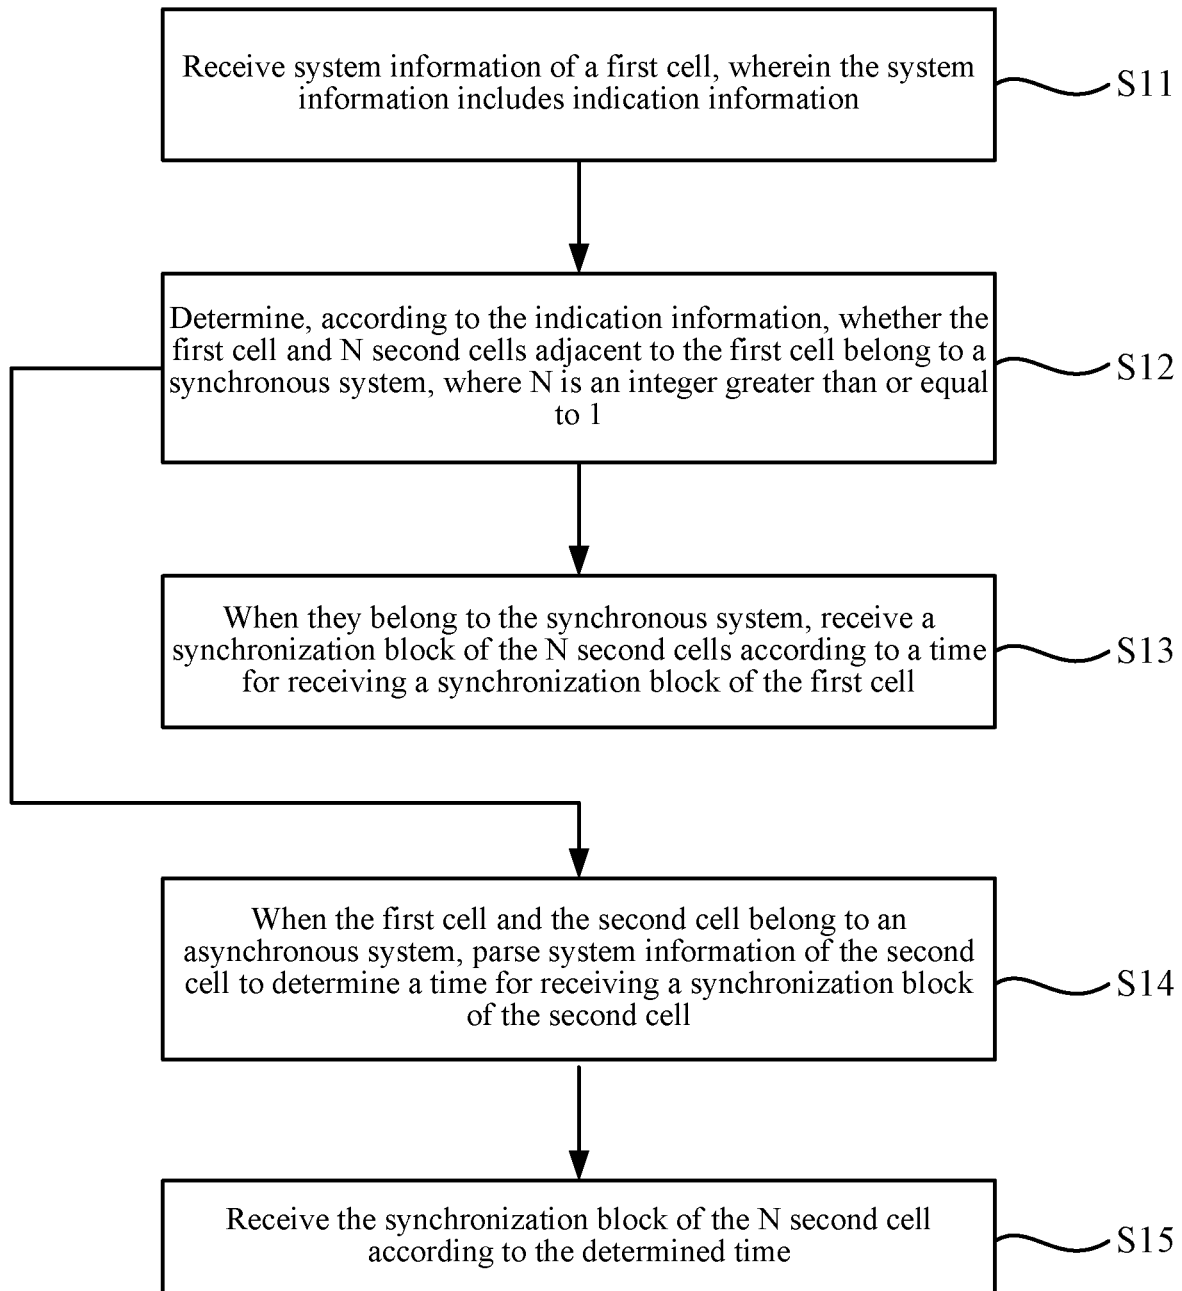 Receive system information of a first cell, wherein the system
information includes indication information
S11
Determine, according to the indication information, whether the
first cell and N second cells adjacent to the first cell belong to a
synchronous system, where N is an integer greater than or equal
to 1
S12
When they belong to the synchronous system, receive a
synchronization block of the N second cells according to a time
for receiving a synchronization block of the first cell
S13
When the first cell and the second cell belong to an
asynchronous system, parse system information of the second
cell to determine a time for receiving a synchronization block
of the second cell
S14
Receive the synchronization block of the N second cell
according to the determined time
S15